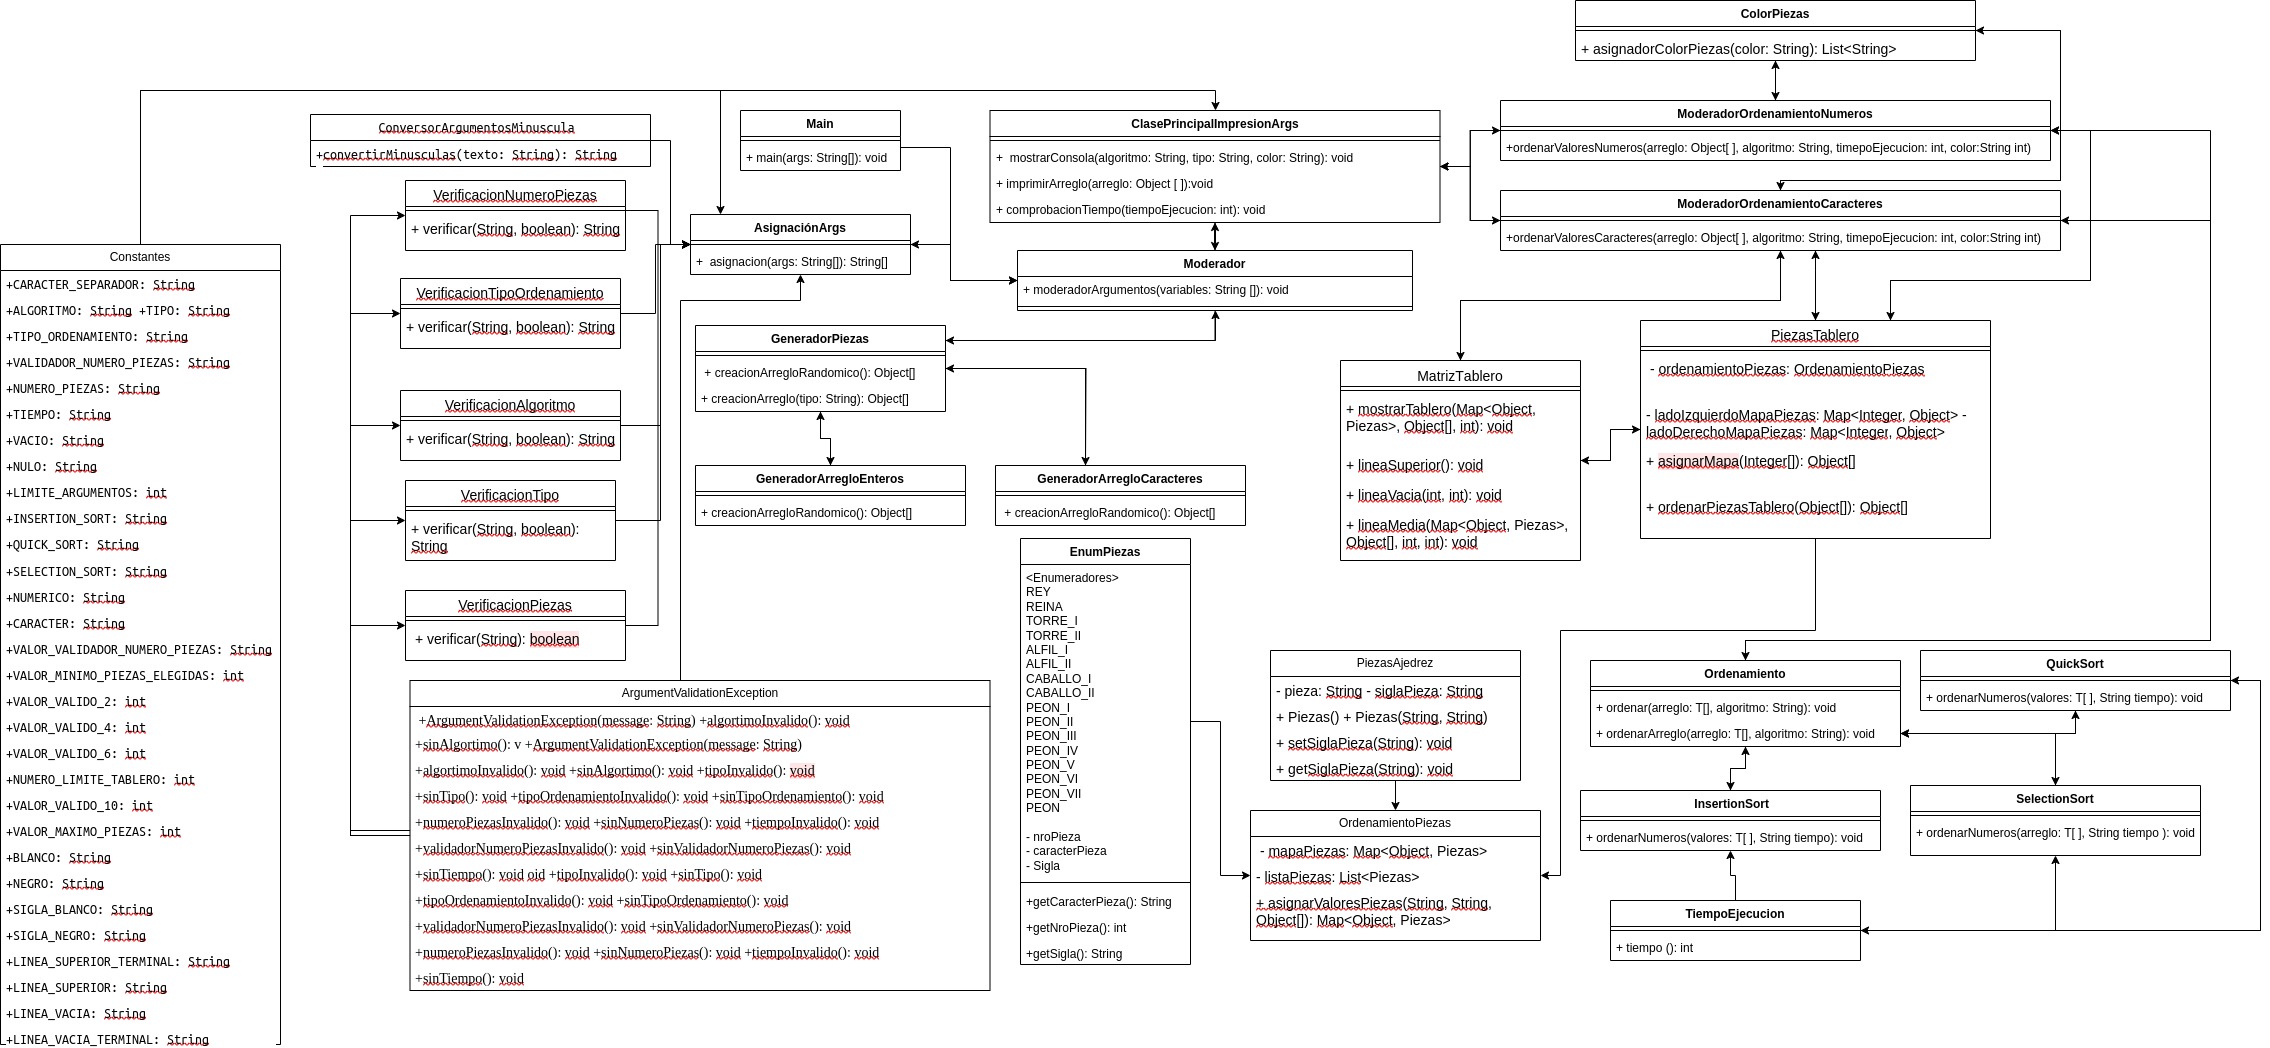 ColorPiezas
+ asignadorColorPiezas(color: String): List<String>
ModeradorOrdenamientoNumeros
+ordenarValoresNumeros(arreglo: Object[ ], algoritmo: String, timepoEjecucion: int, color:String int)
ModeradorOrdenamientoCaracteres
+ordenarValoresCaracteres(arreglo: Object[ ], algoritmo: String, timepoEjecucion: int, color:String int)
ClasePrincipalImpresionArgs
+ mostrarConsola(algoritmo: String, tipo: String, color: String): void
+ imprimirArreglo(arreglo: Object [ ]):void
+ comprobacionTiempo(tiempoEjecucion: int): void
Main
+ main(args: String[]): void
ConversorArgumentosMinuscula
+convertirMinusculas(texto: String): String
VerificacionNumeroPiezas
+ verificar(String, boolean): String
AsignaciónArgs
+ asignacion(args: String[]): String[]
Moderador
+ moderadorArgumentos(variables: String []): void
VerificacionTipoOrdenamiento
+ verificar(String, boolean): String
GeneradorPiezas
+ creacionArregloRandomico(): Object[]
+ creacionArreglo(tipo: String): Object[]
VerificacionAlgoritmo
+ verificar(String, boolean): String
VerificacionTipo
+ verificar(String, boolean):
String
GeneradorArregloEnteros
+ creacionArregloRandomico(): Object[]
GeneradorArregloCaracteres
+ creacionArregloRandomico(): Object[]
VerificacionPiezas
+ verificar(String): boolean
MatrizTablero
+ mostrarTablero(Map<Object,
Piezas>, Object[], int): void
+ lineaSuperior(): void
+ lineaVacia(int, int): void
+ lineaMedia(Map<Object, Piezas>,
Object[], int, int): void
PiezasTablero
- ordenamientoPiezas: OrdenamientoPiezas
- ladoIzquierdoMapaPiezas: Map<Integer, Object> -
ladoDerechoMapaPiezas: Map<Integer, Object>
+ asignarMapa(Integer[]): Object[]
+ ordenarPiezasTablero(Object[]): Object[]
Constantes
+CARACTER_SEPARADOR: String
+ALGORITMO: String +TIPO: String
+TIPO_ORDENAMIENTO: String
+VALIDADOR_NUMERO_PIEZAS: String
+NUMERO_PIEZAS: String
+TIEMPO: String
+VACIO: String
+NULO: String
+LIMITE_ARGUMENTOS: int
+INSERTION_SORT: String
+QUICK_SORT: String
+SELECTION_SORT: String
+NUMERICO: String
+CARACTER: String
+VALOR_VALIDADOR_NUMERO_PIEZAS: String
+VALOR_MINIMO_PIEZAS_ELEGIDAS: int
+VALOR_VALIDO_2: int
+VALOR_VALIDO_4: int
+VALOR_VALIDO_6: int
+NUMERO_LIMITE_TABLERO: int
+VALOR_VALIDO_10: int
+VALOR_MAXIMO_PIEZAS: int
+BLANCO: String
+NEGRO: String
+SIGLA_BLANCO: String
+SIGLA_NEGRO: String
+LINEA_SUPERIOR_TERMINAL: String
+LINEA_SUPERIOR: String
+LINEA_VACIA: String
+LINEA_VACIA_TERMINAL: String
ArgumentValidationException
+ArgumentValidationException(message: String) +algortimoInvalido(): void
+sinAlgortimo(): v +ArgumentValidationException(message: String)
+algortimoInvalido(): void +sinAlgortimo(): void +tipoInvalido(): void
+sinTipo(): void +tipoOrdenamientoInvalido(): void +sinTipoOrdenamiento(): void
+numeroPiezasInvalido(): void +sinNumeroPiezas(): void +tiempoInvalido(): void
+validadorNumeroPiezasInvalido(): void +sinValidadorNumeroPiezas(): void
+sinTiempo(): void oid +tipoInvalido(): void +sinTipo(): void
+tipoOrdenamientoInvalido(): void +sinTipoOrdenamiento(): void
+validadorNumeroPiezasInvalido(): void +sinValidadorNumeroPiezas(): void
+numeroPiezasInvalido(): void +sinNumeroPiezas(): void +tiempoInvalido(): void
+sinTiempo(): void
EnumPiezas
<Enumeradores>
REY
REINA
TORRE_I
TORRE_II
ALFIL_I
ALFIL_II
CABALLO_I
CABALLO_II
PEON_I
PEON_II
PEON_III
PEON_IV
PEON_V
PEON_VI
PEON_VII
PEON
- nroPieza
- caracterPieza
- Sigla
+getCaracterPieza(): String
+getNroPieza(): int
+getSigla(): String
PiezasAjedrez
- pieza: String - siglaPieza: String
+ Piezas() + Piezas(String, String)
+ setSiglaPieza(String): void
+ getSiglaPieza(String): void
OrdenamientoPiezas
- mapaPiezas: Map<Object, Piezas>
- listaPiezas: List<Piezas>
+ asignarValoresPiezas(String, String,
Object[]): Map<Object, Piezas>
Ordenamiento
+ ordenar(arreglo: T[], algoritmo: String): void
+ ordenarArreglo(arreglo: T[], algoritmo: String): void
QuickSort
+ ordenarNumeros(valores: T[ ], String tiempo): void
InsertionSort
+ ordenarNumeros(valores: T[ ], String tiempo): void
SelectionSort
+ ordenarNumeros(arreglo: T[ ], String tiempo ): void
TiempoEjecucion
+ tiempo (): int